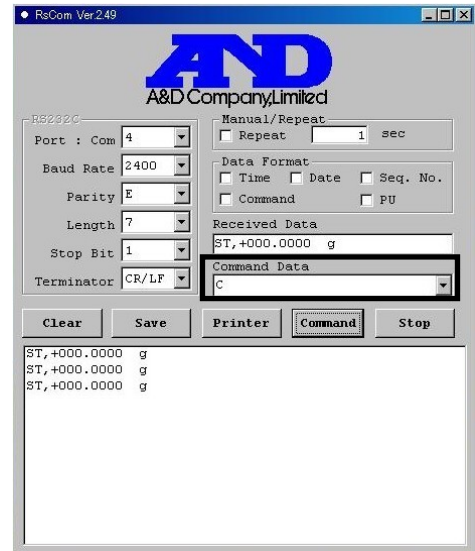 RsCom Ver.2.49
AND
A&D Company,Limited
RS232C
Port : Com 4
Baud Rate 2400
Parity E
Length 7
Stop Bit 1
Terminator CR/LF
Manual/Repeat
Repeat 1 sec
Data Format
Time Date Seq. No.
Command PU
Received Data
ST,+000.0000 g
Command Data
C
Clear Save Printer Command Stop
ST,+000.0000 g
ST,+000.0000 g
ST,+000.0000 g